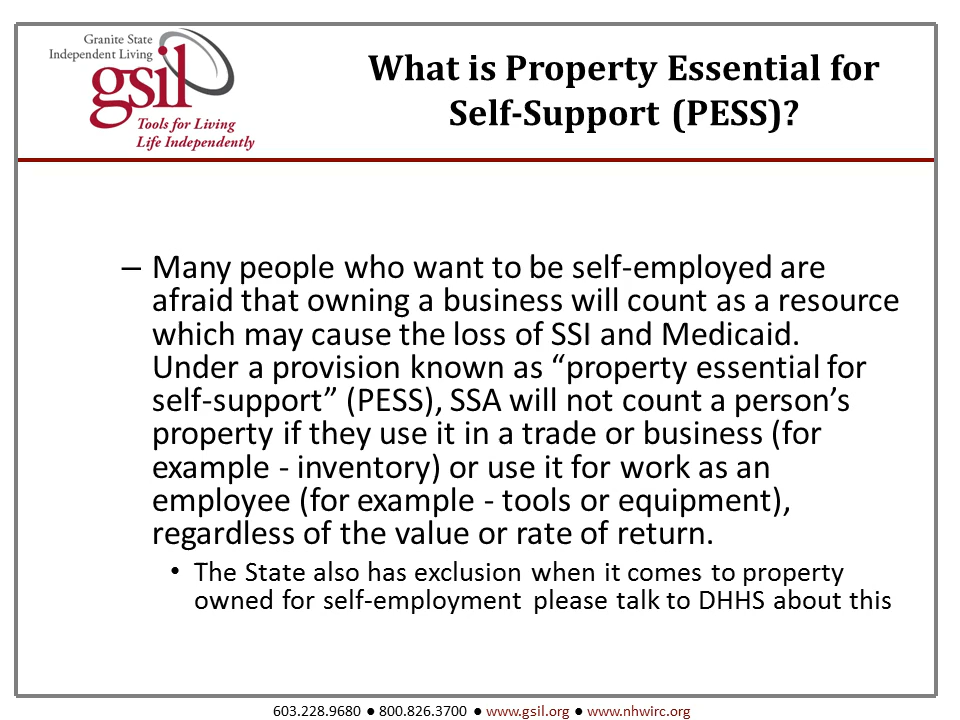 Granite State
Independent Living
gsil
Tools for Living
Life Independently
What is Property Essential for
Self-Support (PESS)?
– Many people who want to be self-employed are
afraid that owning a business will count as a resource
which may cause the loss of SSI and Medicaid.
Under a provision known as “property essential for
self-support” (PESS), SSA will not count a person’s
property if they use it in a trade or business (for
example - inventory) or use it for work as an
employee (for example - tools or equipment),
regardless of the value or rate of return.
• The State also has exclusion when it comes to property
owned for self-employment please talk to DHHS about this
603.228.9680 ● 800.826.3700 ● www.gsil.org ● www.nhwirc.org